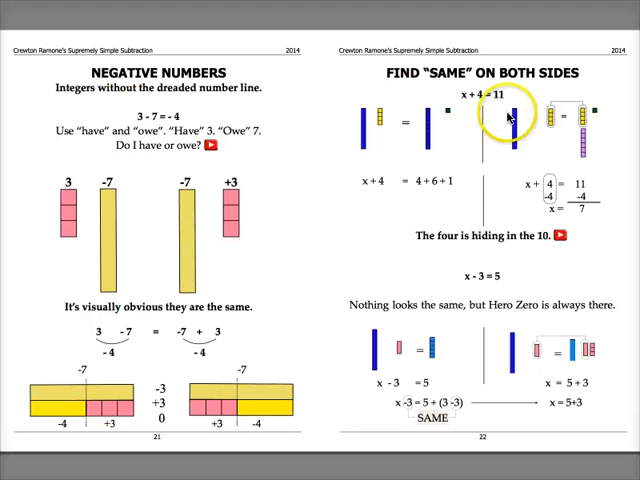 Crewton Ramone's Supremely Simple Subtraction 2014
NEGATIVE NUMBERS
Integers without the dreaded number line.
3 - 7 = - 4
Use "have" and "owe". "Have" 3. "Owe" 7.
Do I have or owe?
3 -7 -7 +3
It's visually obvious they are the same.
3 -7 = -7 + 3
- 4 - 4
-7 -7
-3
+3
0
-4 +3 +3 -4
21
Crewton Ramone's Supremely Simple Subtraction 2014
FIND "SAME" ON BOTH SIDES
x + 4 = 11
= =
x + 4 = 4 + 6 + 1
x + 4 = 11
-4 -4
x = 7
The four is hiding in the 10.
x - 3 = 5
Nothing looks the same, but Hero Zero is always there.
= =
x - 3 = 5 x = 5 + 3
x -3 = 5 + (3 -3) x = 5+3
SAME
22